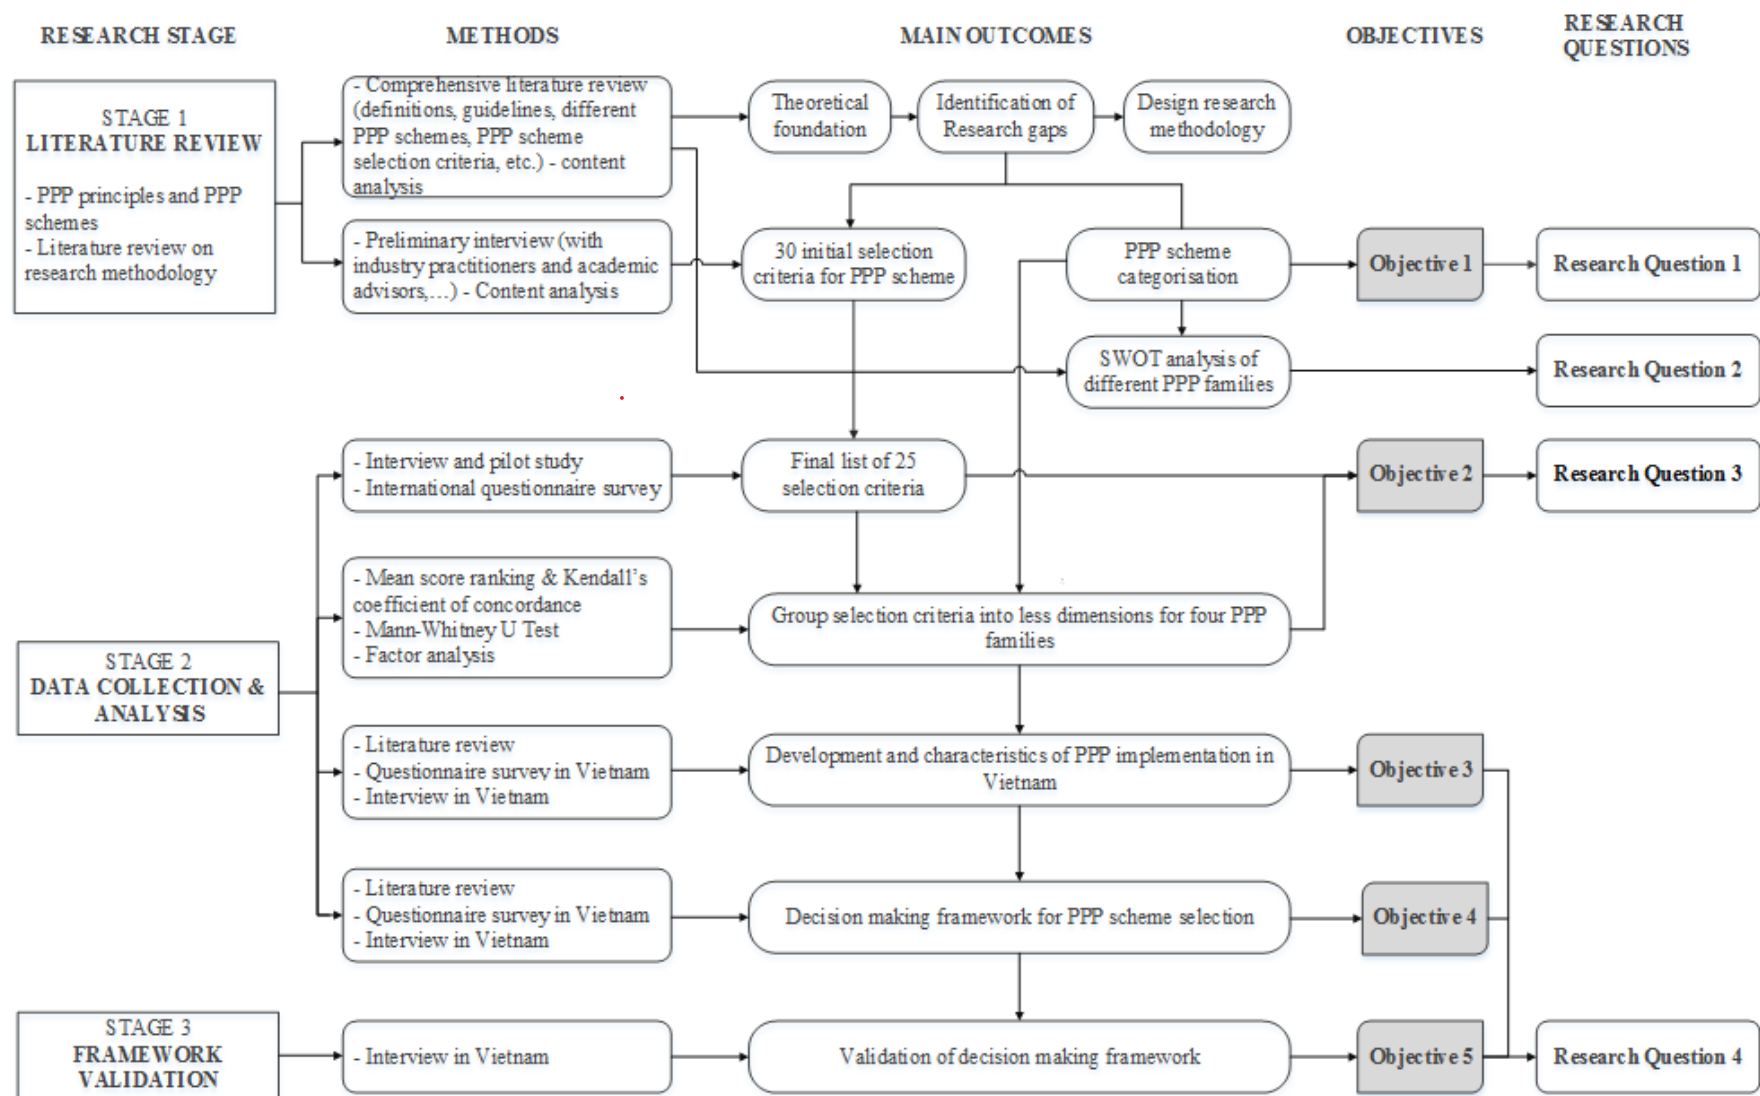 RESEARCH STAGE
METHODS
MAIN OUTCOMES
OBJECTIVES
RESEARCH
QUESTIONS
STAGE 1
LITERATURE REVIEW
- PPP principles and PPP
schemes
- Literature review on
research methodology
- Comprehensive literature review
(definitions, guidelines, different
PPP schemes, PPP scheme
selection criteria, etc.) - content
analysis
Theoretical
foundation
Identification of
Research gaps
Design research
methodology
- Preliminary interview (with
industry practitioners and academic
advisors,...) - Content analysis
30 initial selection
criteria for PPP scheme
PPP scheme
categorisation
Objective 1
Research Question 1
SWOT analysis of
different PPP families
Research Question 2
STAGE 2
DATA COLLECTION &
ANALYSIS
- Interview and pilot study
- International questionnaire survey
Final list of 25
selection criteria
Objective 2
Research Question 3
- Mean score ranking & Kendall's
coefficient of concordance
- Mann-Whitney U Test
- Factor analysis
Group selection criteria into less dimensions for four PPP
families
- Literature review
- Questionnaire survey in Vietnam
- Interview in Vietnam
Development and characteristics of PPP implementation in
Vietnam
Objective 3
- Literature review
- Questionnaire survey in Vietnam
- Interview in Vietnam
Decision making framework for PPP scheme selection
Objective 4
STAGE 3
FRAMEWORK
VALIDATION
- Interview in Vietnam
Validation of decision making framework
Objective 5
Research Question 4